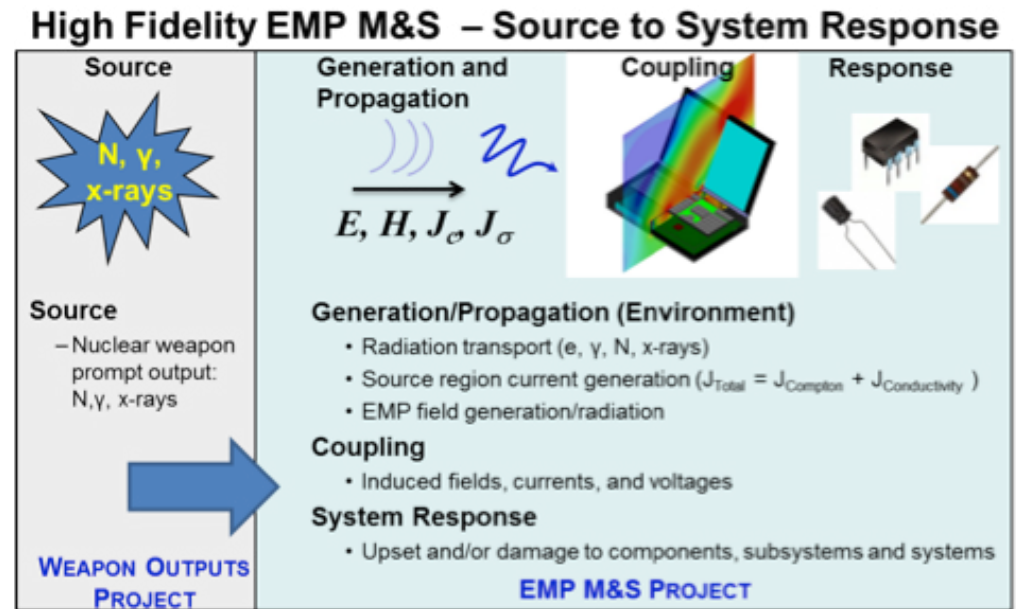 High Fidelity EMP M&S – Source to System Response
Source
N, γ,
x-rays
Generation and
Propagation
E, H, Jc, Jσ
Coupling
Response
Source
–Nuclear weapon
prompt output:
N,γ, x-rays
WEAPON OUTPUTS
PROJECT
Generation/Propagation (Environment)
• Radiation transport (e, γ, N, x-rays)
• Source region current generation (JTotal = JCompton + JConductivity )
• EMP field generation/radiation
Coupling
• Induced fields, currents, and voltages
System Response
• Upset and/or damage to components, subsystems and systems
EMP M&S PROJECT